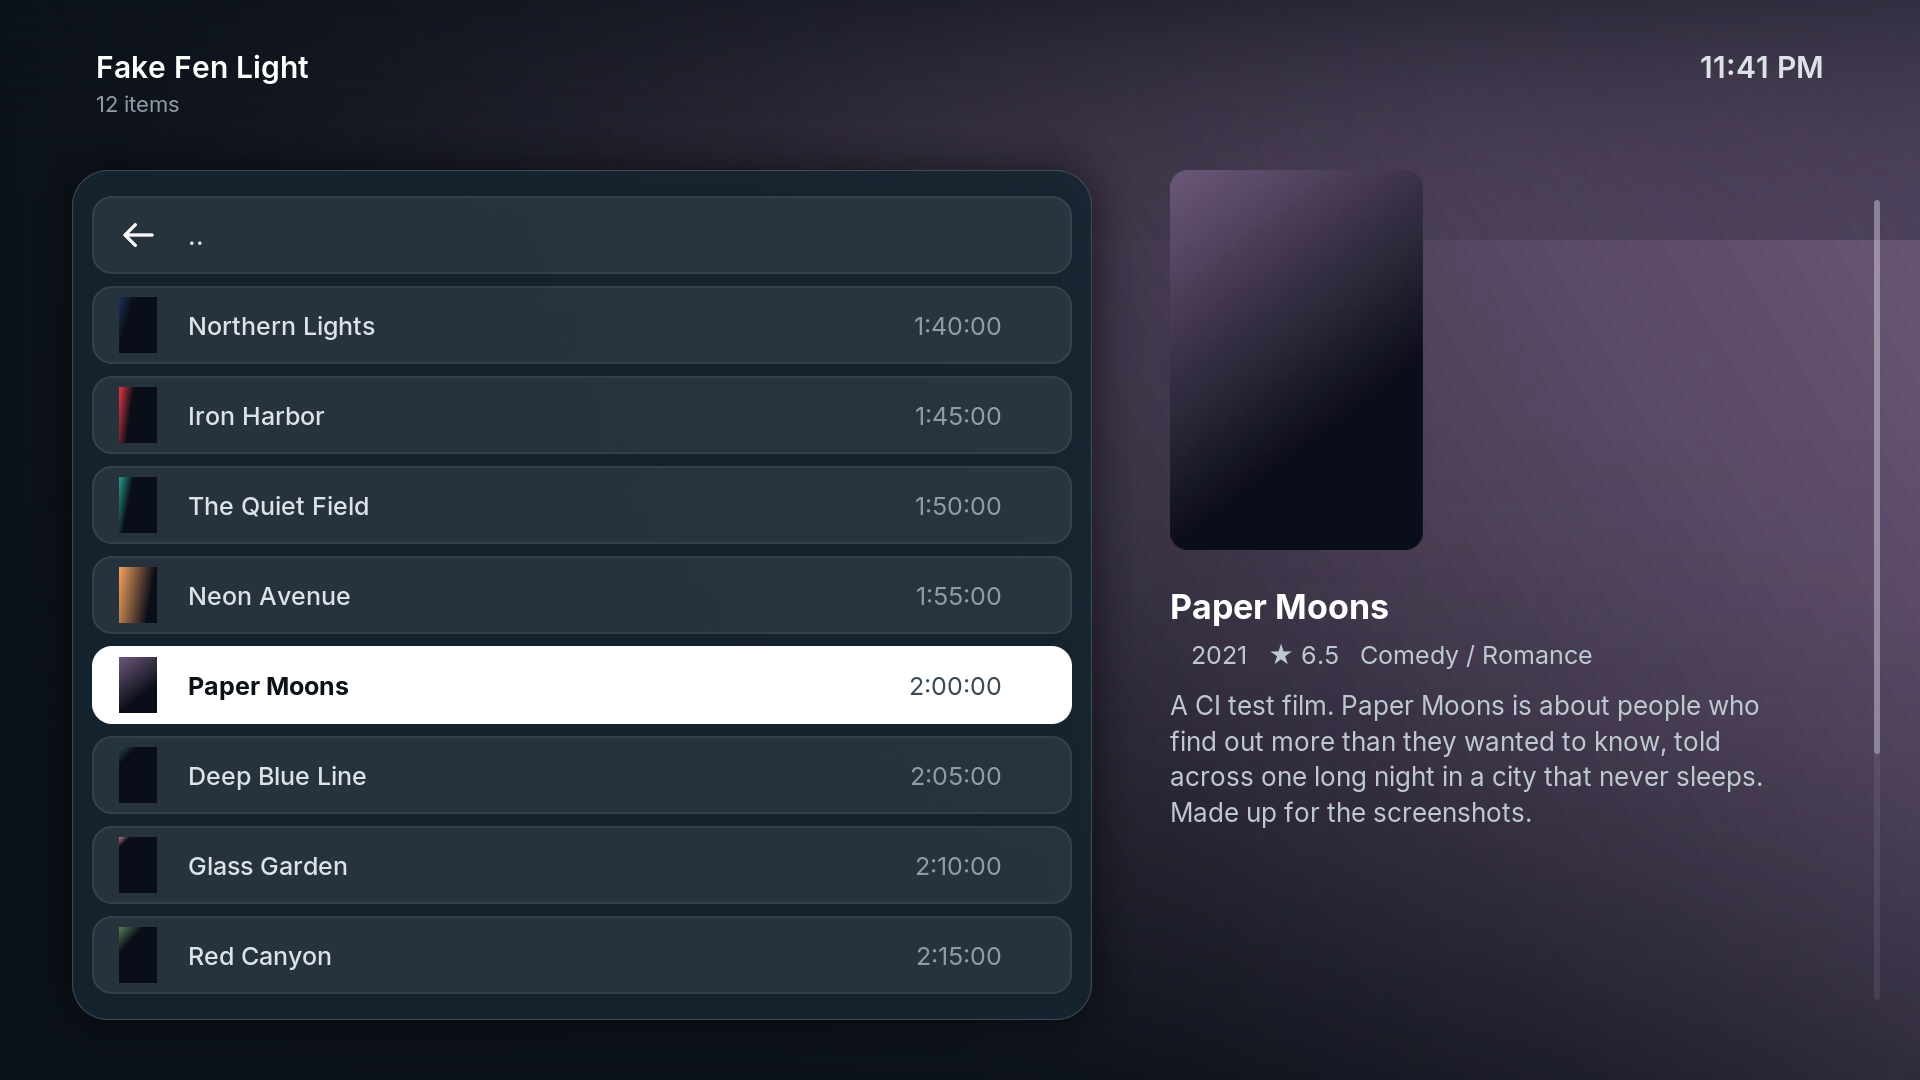 Fake Fen Light
12 items
11:41 PM
..
Northern Lights 1:40:00
Iron Harbor 1:45:00
The Quiet Field 1:50:00
Neon Avenue 1:55:00
Paper Moons 2:00:00
Deep Blue Line 2:05:00
Glass Garden 2:10:00
Red Canyon 2:15:00
Paper Moons
2021 ★ 6.5 Comedy / Romance
A CI test film. Paper Moons is about people who
find out more than they wanted to know, told
across one long night in a city that never sleeps.
Made up for the screenshots.